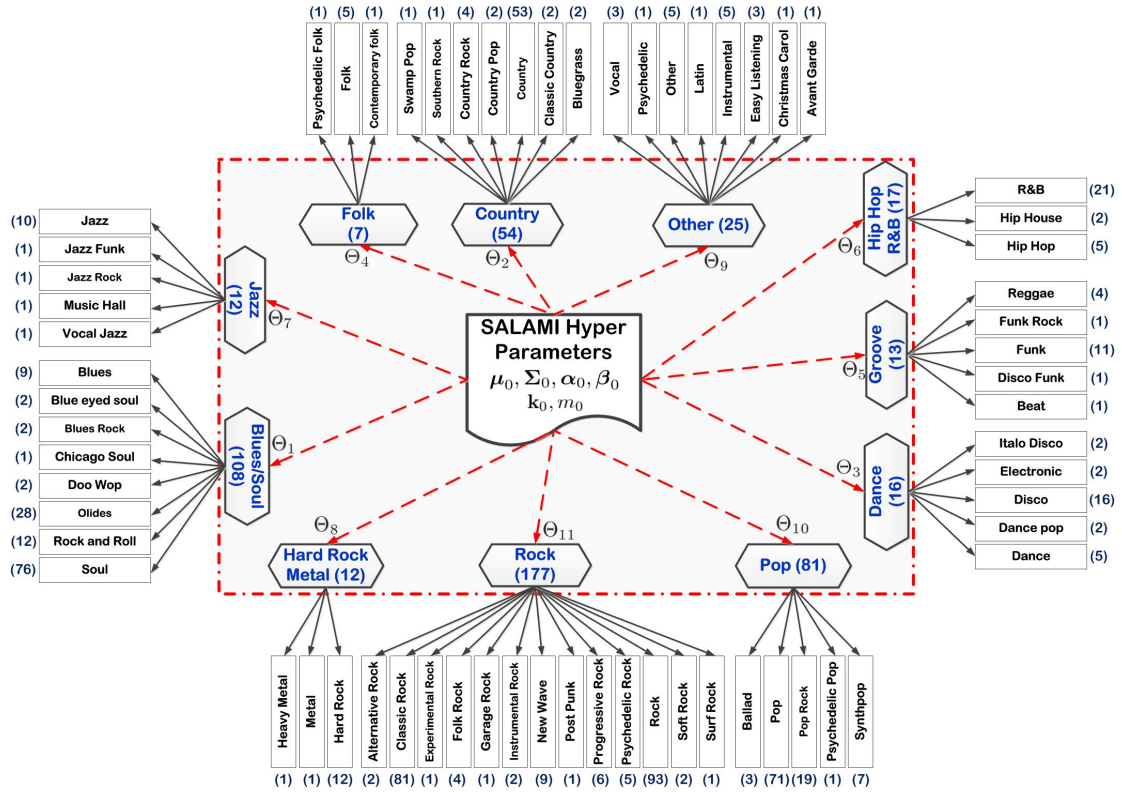 (1) (5) (1) (1) (1) (4) (2) (53) (2) (2) (3) (1) (5) (1) (5) (3) (1) (1)
Psychedelic Folk
Folk
Contemporary folk
Swamp Pop
Southern Rock
Country Rock
Country Pop
Country
Classic Country
Bluegrass
Vocal
Psychedelic
Other
Latin
Instrumental
Easy Listening
Christmas Carol
Avant Garde
Folk
(7)
Θ4
Country
(54)
Θ2
Other (25)
Θ9
Hip Hop
R&B (17)
Θ6
R&B (21)
Hip House (2)
Hip Hop (5)
(10) Jazz
(1) Jazz Funk
(1) Jazz Rock
(1) Music Hall
(1) Vocal Jazz
Jazz
(12)
Θ7
SALAMI Hyper
Parameters
μ0, Σ0, α0, β0
k0, m0
Groove
(13)
Θ5
Reggae (4)
Funk Rock (1)
Funk (11)
Disco Funk (1)
Beat (1)
(9) Blues
(2) Blue eyed soul
(2) Blues Rock
(1) Chicago Soul
(2) Doo Wop
(28) Olides
(12) Rock and Roll
(76) Soul
Blues/Soul
(108)
Θ1
Dance
(16)
Θ3
Italo Disco (2)
Electronic (2)
Disco (16)
Dance pop (2)
Dance (5)
Θ8
Hard Rock
Metal (12)
Θ11
Rock
(177)
Θ10
Pop (81)
Heavy Metal
Metal
Hard Rock
Alternative Rock
Classic Rock
Experimental Rock
Folk Rock
Garage Rock
Instrumental Rock
New Wave
Post Punk
Progressive Rock
Psychedelic Rock
Rock
Soft Rock
Surf Rock
Ballad
Pop
Pop Rock
Psychedelic Pop
Synthpop
(1) (1) (12) (2) (81) (1) (4) (1) (2) (9) (1) (6) (5) (93) (2) (1) (3) (71) (19) (1) (7)